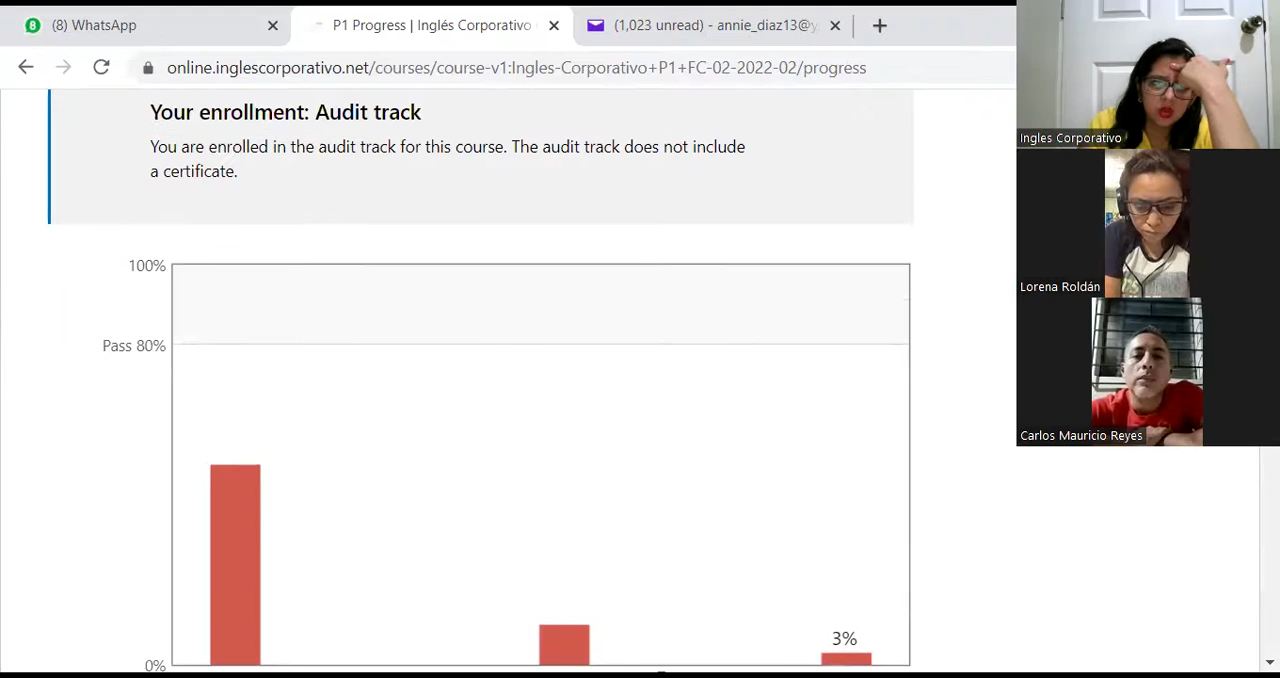 (8) WhatsApp
P1 Progress | Inglés Corporativo
(1,023 unread) - annie_diaz13@y
online.inglescorporativo.net/courses/course-v1:Ingles-Corporativo+P1+FC-02-2022-02/progress
Your enrollment: Audit track
You are enrolled in the audit track for this course. The audit track does not include
a certificate.
100%
Pass 80%
3%
0%
Ingles Corporativo
Lorena Roldán
Carlos Mauricio Reyes